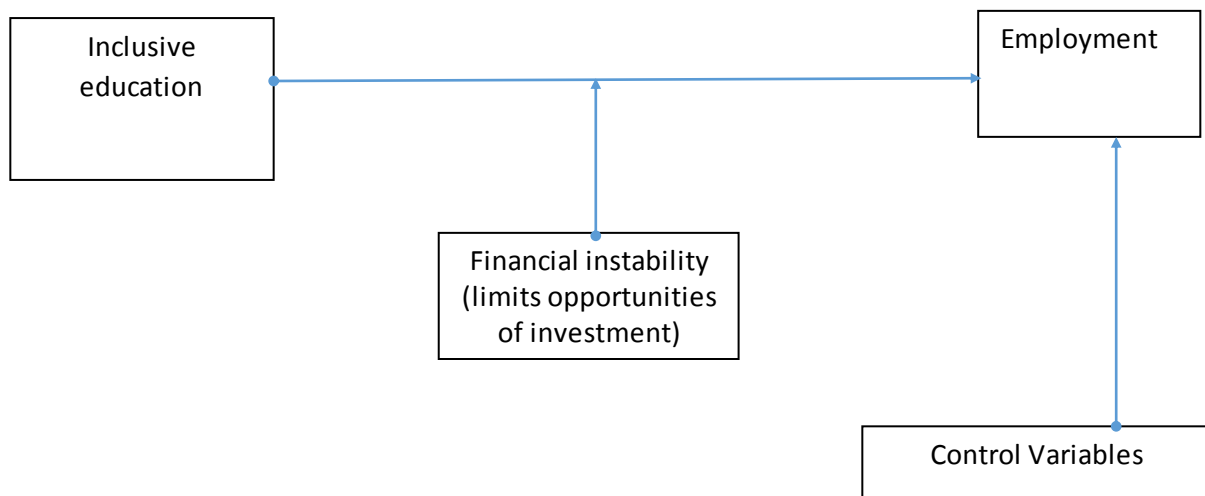 Inclusive
education
Employment
Financial instability
(limits opportunities
of investment)
Control Variables